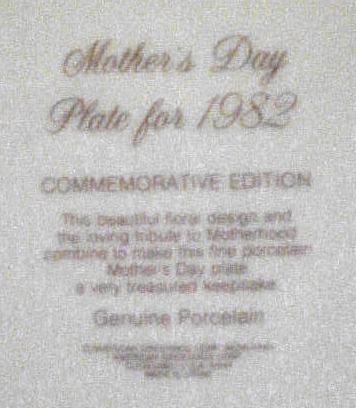 Mother's Day
Plate for 1982
COMMEMORATIVE EDITION
This beautiful floral design and
the loving tribute to Motherhood
combine to make this fine porcelain
Mother's Day plate
a very treasured keepsake
Genuine Porcelain